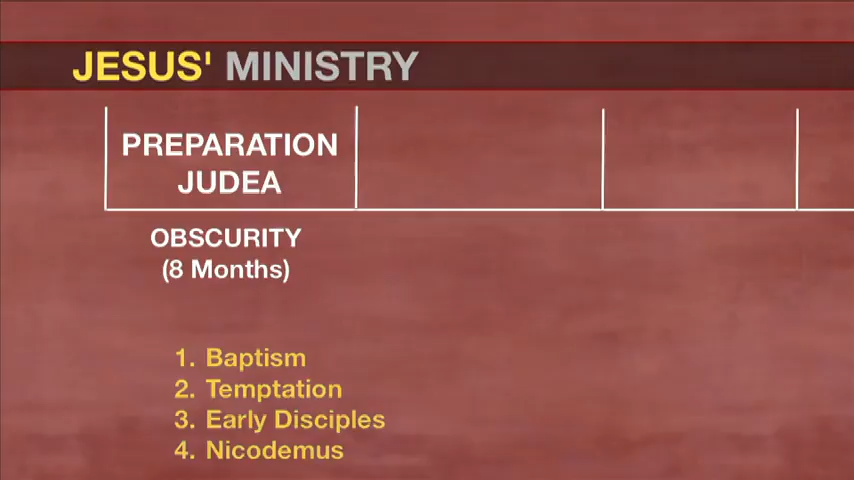 JESUS' MINISTRY
PREPARATION
JUDEA
OBSCURITY
(8 Months)
1. Baptism
2. Temptation
3. Early Disciples
4. Nicodemus